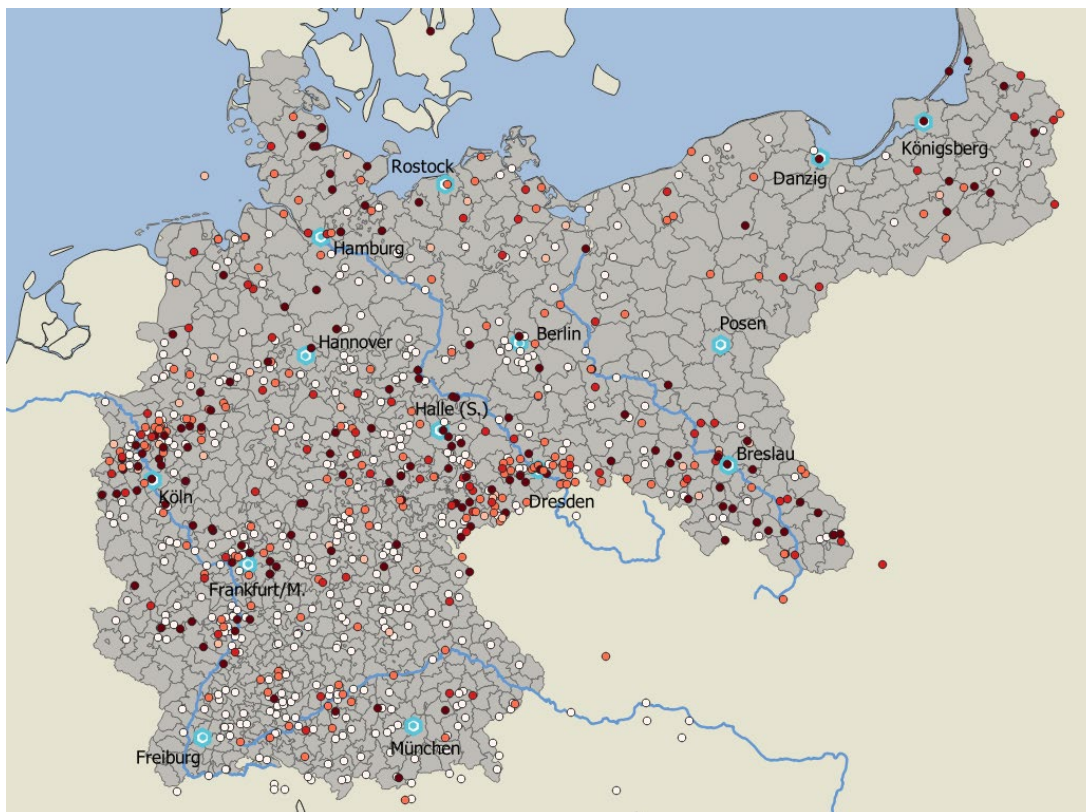 Rostock
Königsberg
Danzig
Hamburg
Hannover
Berlin
Posen
Halle (S.)
Breslau
Köln
Dresden
Frankfurt/M.
Freiburg
München